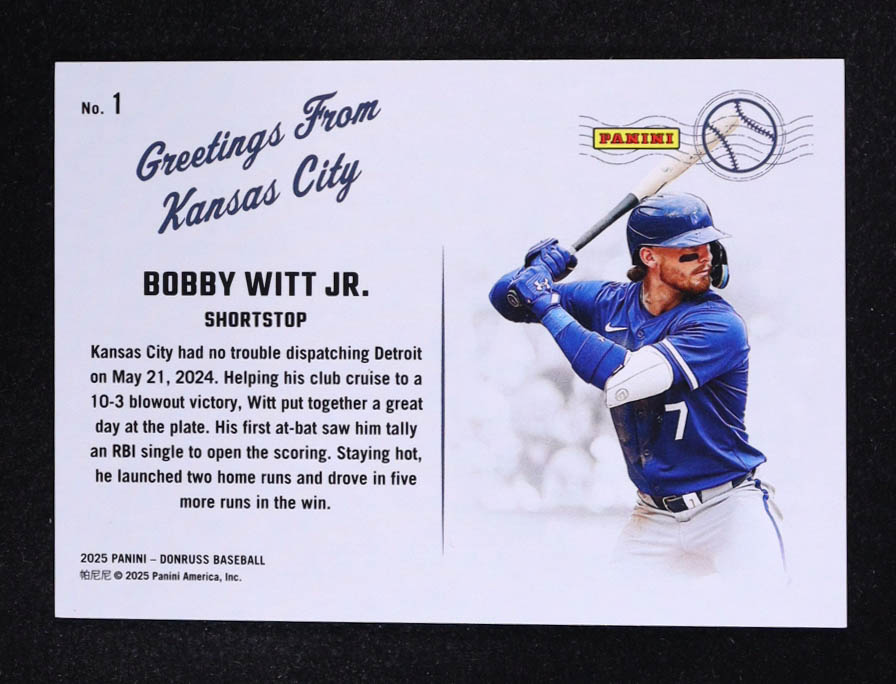 No. 1
Greetings From
Kansas City
PANINI
BOBBY WITT JR.
SHORTSTOP
Kansas City had no trouble dispatching Detroit
on May 21, 2024. Helping his club cruise to a
10-3 blowout victory, Witt put together a great
day at the plate. His first at-bat saw him tally
an RBI single to open the scoring. Staying hot,
he launched two home runs and drove in five
more runs in the win.
7
2025 PANINI – DONRUSS BASEBALL
帕尼尼 © 2025 Panini America, Inc.